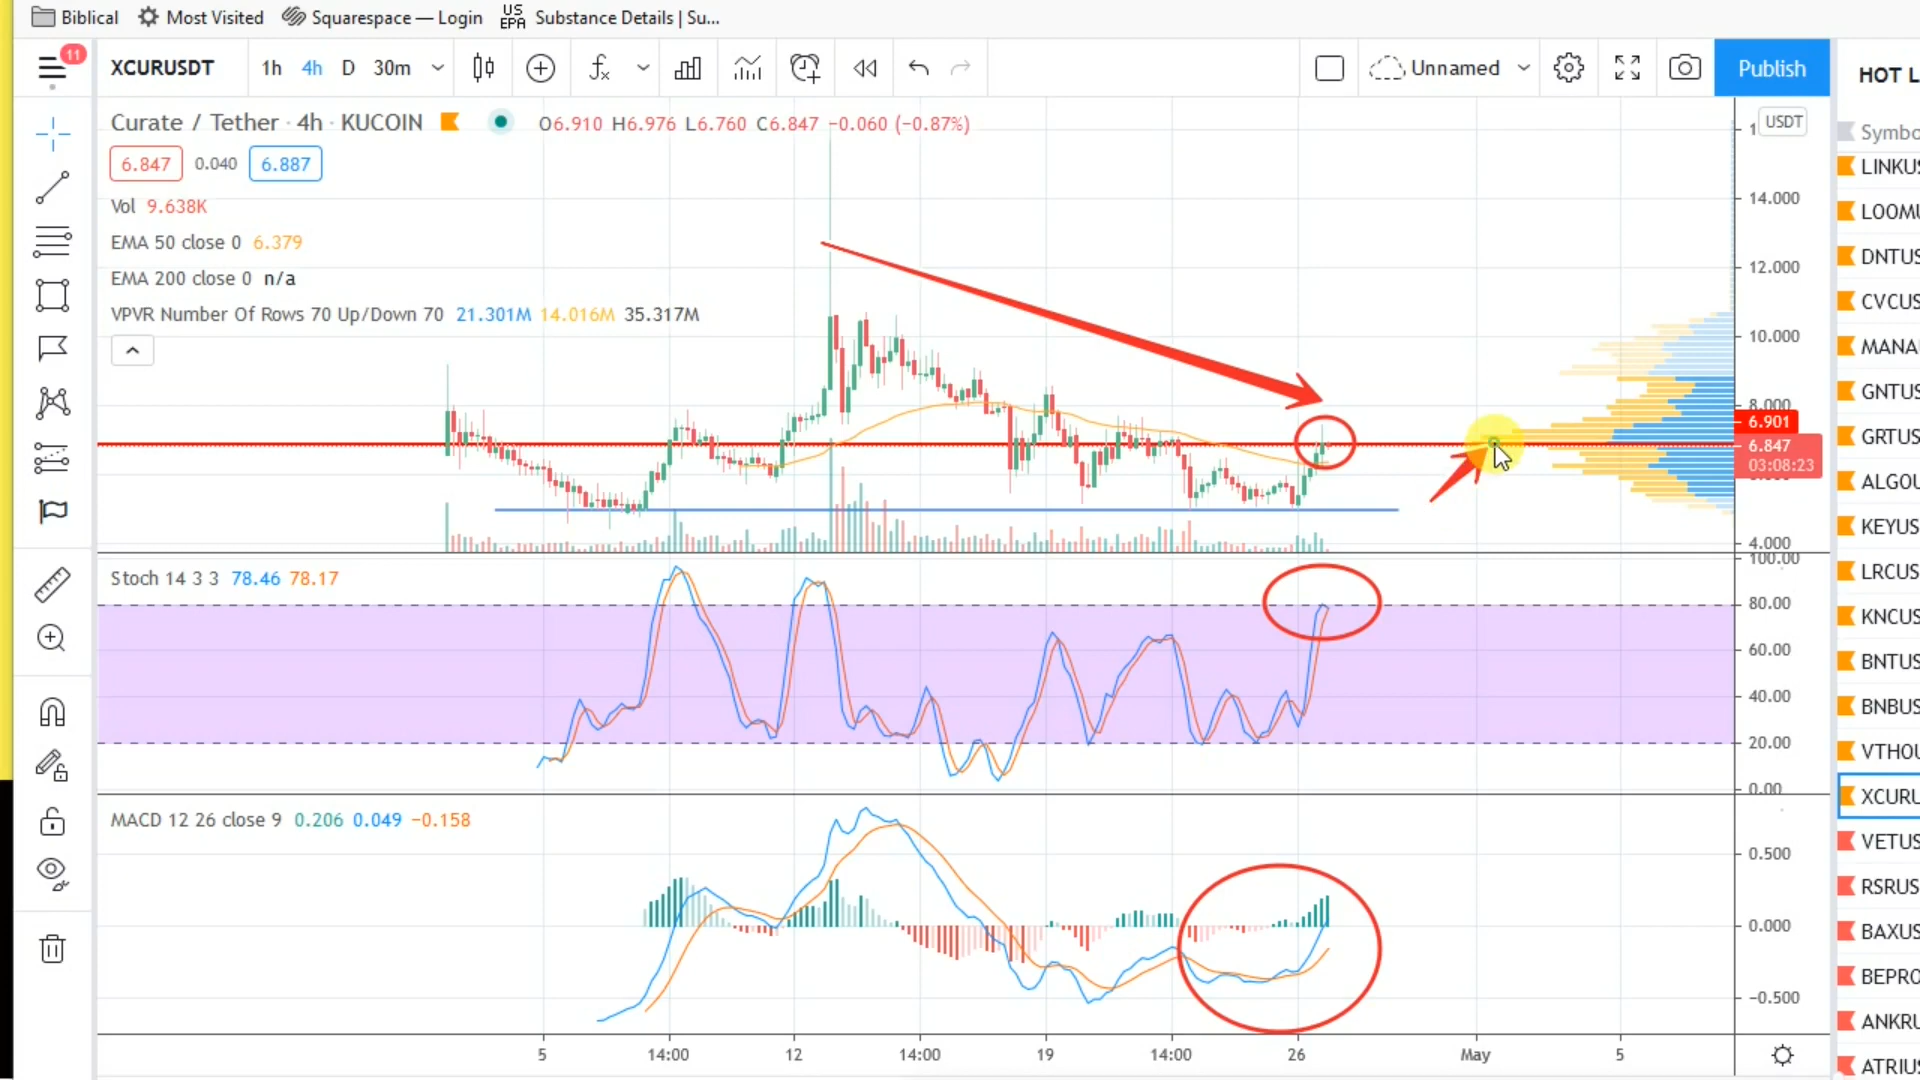 Biblical Most Visited Squarespace — Login US EPA Substance Details | Su...
11
XCURUSDT 1h 4h D 30m Unnamed Publish HOT L
Curate / Tether · 4h · KUCOIN O6.910 H6.976 L6.760 C6.847 −0.060 (−0.87%)
USDT
6.847 0.040 6.887
Vol 9.638K
EMA 50 close 0 6.379
EMA 200 close 0 n/a
VPVR Number Of Rows 70 Up/Down 70 21.301M 14.016M 35.317M
14.000
12.000
10.000
8.000
6.901
6.847
03:08:23
4.000
Stoch 14 3 3 78.46 78.17
100.00
80.00
60.00
40.00
20.00
0.00
MACD 12 26 close 9 0.206 0.049 −0.158
0.500
0.000
−0.500
5 14:00 12 14:00 19 14:00 26 May 5
Symbo
LINKUS
LOOMU
DNTUS
CVCUS
MANA
GNTUS
GRTUS
ALGOU
KEYUS
LRCUS
KNCUS
BNTUS
BNBUS
VTHOU
XCURU
VETUS
RSRUS
BAXUS
BEPRO
ANKRU
ATRIUS